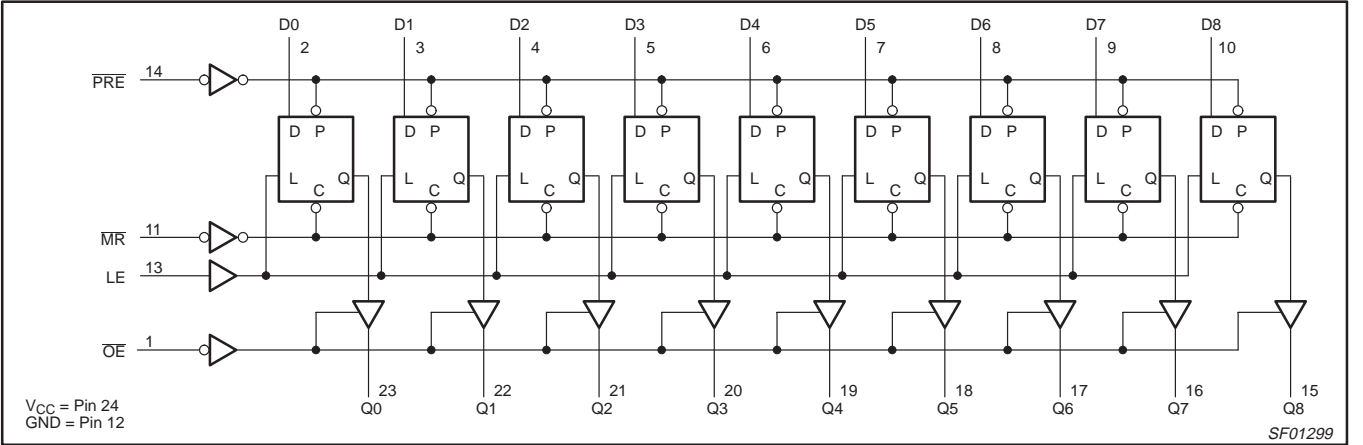 D0 D1 D2 D3 D4 D5 D6 D7 D8
2 3 4 5 6 7 8 9 10
PRE 14
D P D P D P D P D P D P D P D P D P
L Q L Q L Q L Q L Q L Q L Q L Q L Q
C C C C C C C C C
MR 11
LE 13
OE 1
23 22 21 20 19 18 17 16 15
Q0 Q1 Q2 Q3 Q4 Q5 Q6 Q7 Q8
VCC = Pin 24
GND = Pin 12
SF01299